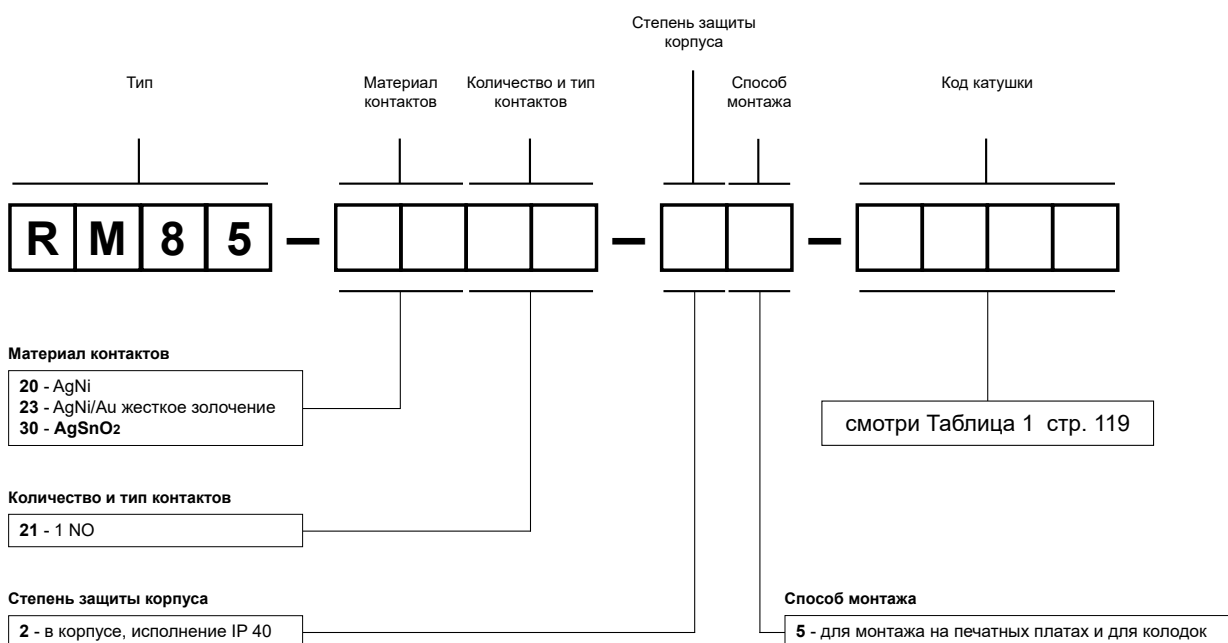 Степень защиты
корпуса
Тип
Материал
контактов
Количество и тип
контактов
Способ
монтажа
Код катушки
R M 8 5 – – –
Материал контактов
20 - AgNi
23 - AgNi/Au жесткое золочение
30 - AgSnO2
смотри Таблица 1 стр. 119
Количество и тип контактов
21 - 1 NO
Степень защиты корпуса
2 - в корпусе, исполнение IP 40
Способ монтажа
5 - для монтажа на печатных платах и для колодок